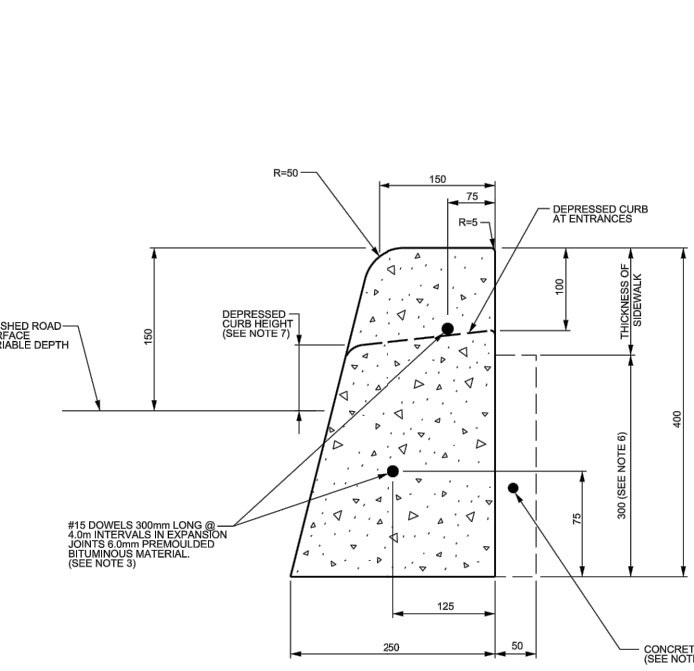 R=50
150
75
R=5
DEPRESSED CURB
AT ENTRANCES
150
SHED ROAD
RFACE
RIABLE DEPTH
DEPRESSED
CURB HEIGHT
(SEE NOTE 7)
100
THICKNESS OF
SIDEWALK
400
300 (SEE NOTE 6)
75
#15 DOWELS 300mm LONG @
4.0m INTERVALS IN EXPANSION
JOINTS 6.0mm PREMOULDED
BITUMINOUS MATERIAL.
(SEE NOTE 3)
125
250
50
CONCRET
(SEE NOT